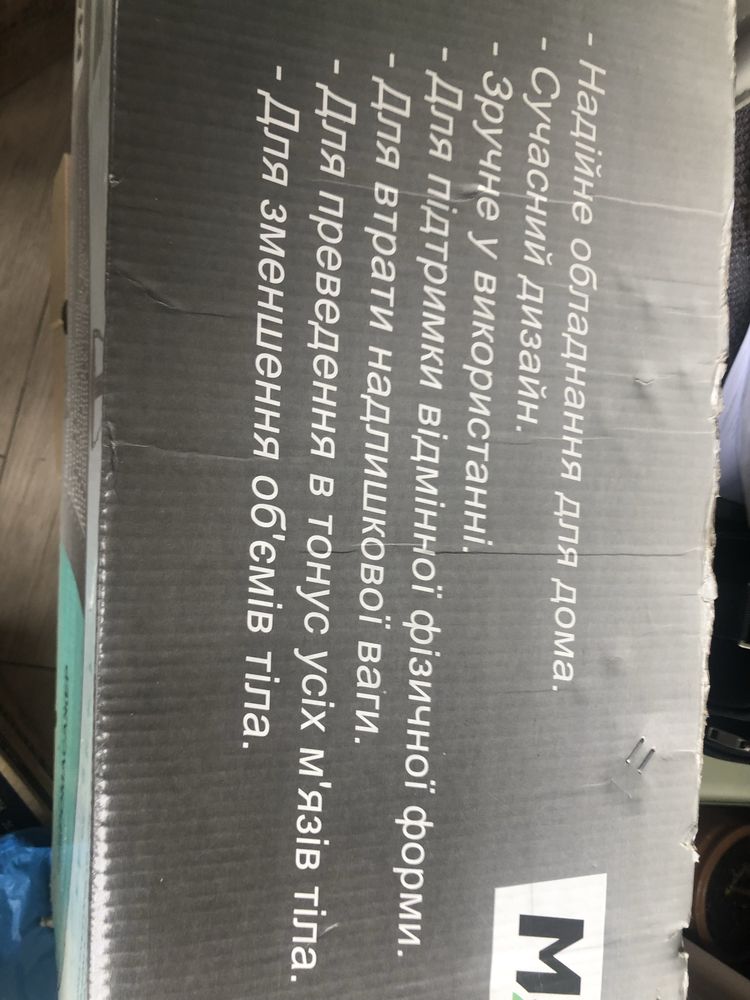 - Надійне обладнання для дома.
- Сучасний дизайн.
- Зручне у використанні.
- Для підтримки відмінної фізичної форми.
- Для втрати надлишкової ваги.
- Для преведення в тонус усіх м'язів тіла.
- Для зменшення об'ємів тіла.